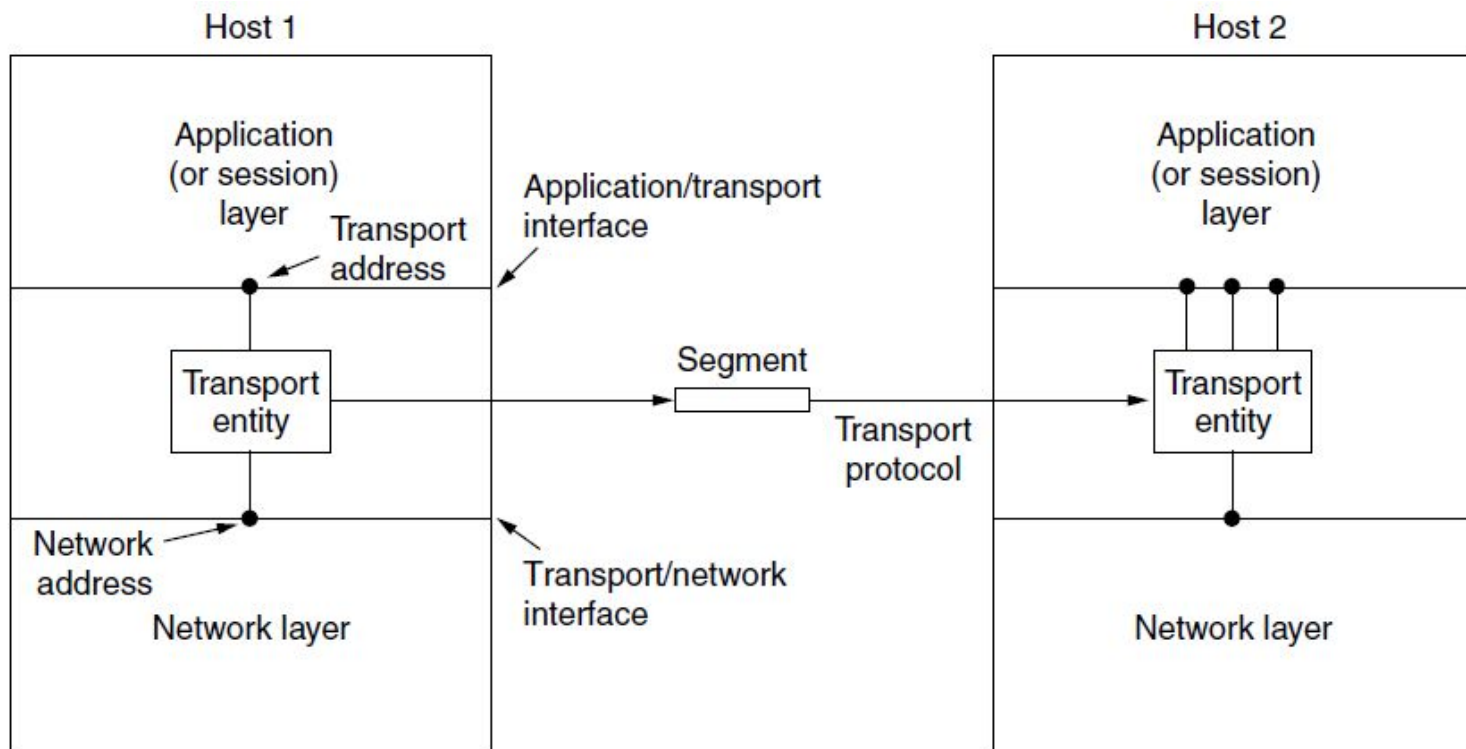 Host 1
Host 2
Application
(or session)
layer
Transport
address
Application/transport
interface
Application
(or session)
layer
Transport
entity
Segment
Transport
protocol
Transport
entity
Network
address
Transport/network
interface
Network layer
Network layer